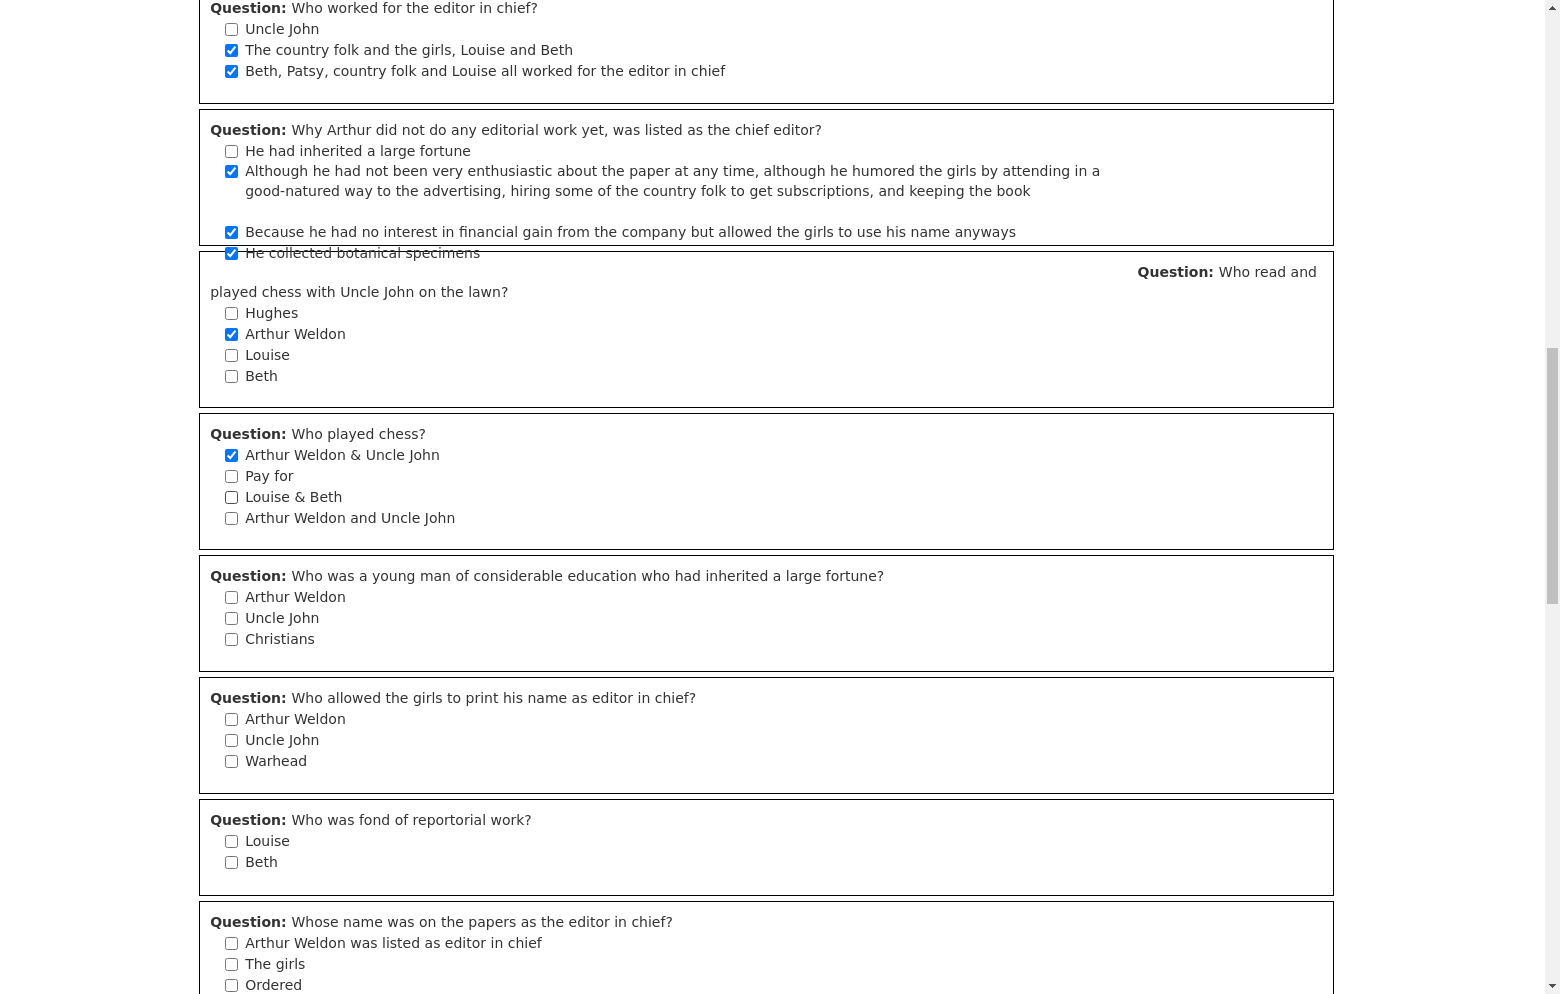 Question: Who worked for the editor in chief?
Uncle John
The country folk and the girls, Louise and Beth
Beth, Patsy, country folk and Louise all worked for the editor in chief
Question: Why Arthur did not do any editorial work yet, was listed as the chief editor?
He had inherited a large fortune
Although he had not been very enthusiastic about the paper at any time, although he humored the girls by attending in a
good-natured way to the advertising, hiring some of the country folk to get subscriptions, and keeping the book
Because he had no interest in financial gain from the company but allowed the girls to use his name anyways
He collected botanical specimens
Question: Who read and
played chess with Uncle John on the lawn?
Hughes
Arthur Weldon
Louise
Beth
Question: Who played chess?
Arthur Weldon & Uncle John
Pay for
Louise & Beth
Arthur Weldon and Uncle John
Question: Who was a young man of considerable education who had inherited a large fortune?
Arthur Weldon
Uncle John
Christians
Question: Who allowed the girls to print his name as editor in chief?
Arthur Weldon
Uncle John
Warhead
Question: Who was fond of reportorial work?
Louise
Beth
Question: Whose name was on the papers as the editor in chief?
Arthur Weldon was listed as editor in chief
The girls
Ordered